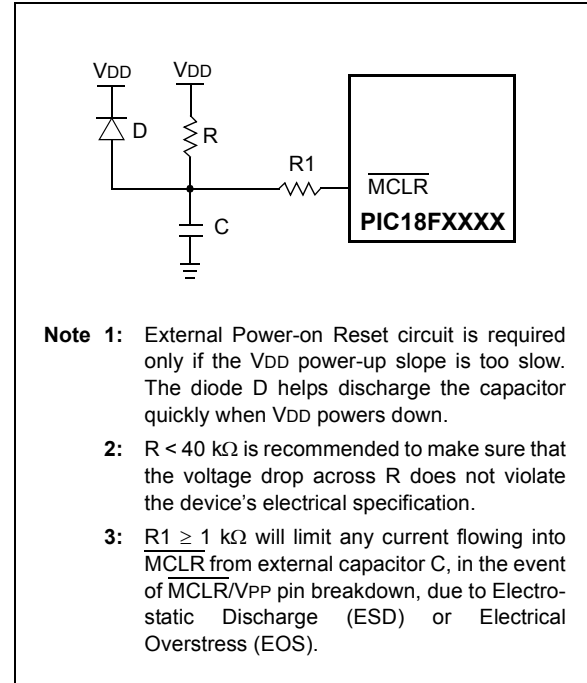 VDD VDD
D
R
R1
MCLR
PIC18FXXXX
C
Note 1: External Power-on Reset circuit is required
only if the VDD power-up slope is too slow.
The diode D helps discharge the capacitor
quickly when VDD powers down.
2: R < 40 kΩ is recommended to make sure that
the voltage drop across R does not violate
the device's electrical specification.
3: R1 ≥ 1 kΩ will limit any current flowing into
MCLR from external capacitor C, in the event
of MCLR/VPP pin breakdown, due to Electro-
static Discharge (ESD) or Electrical
Overstress (EOS).